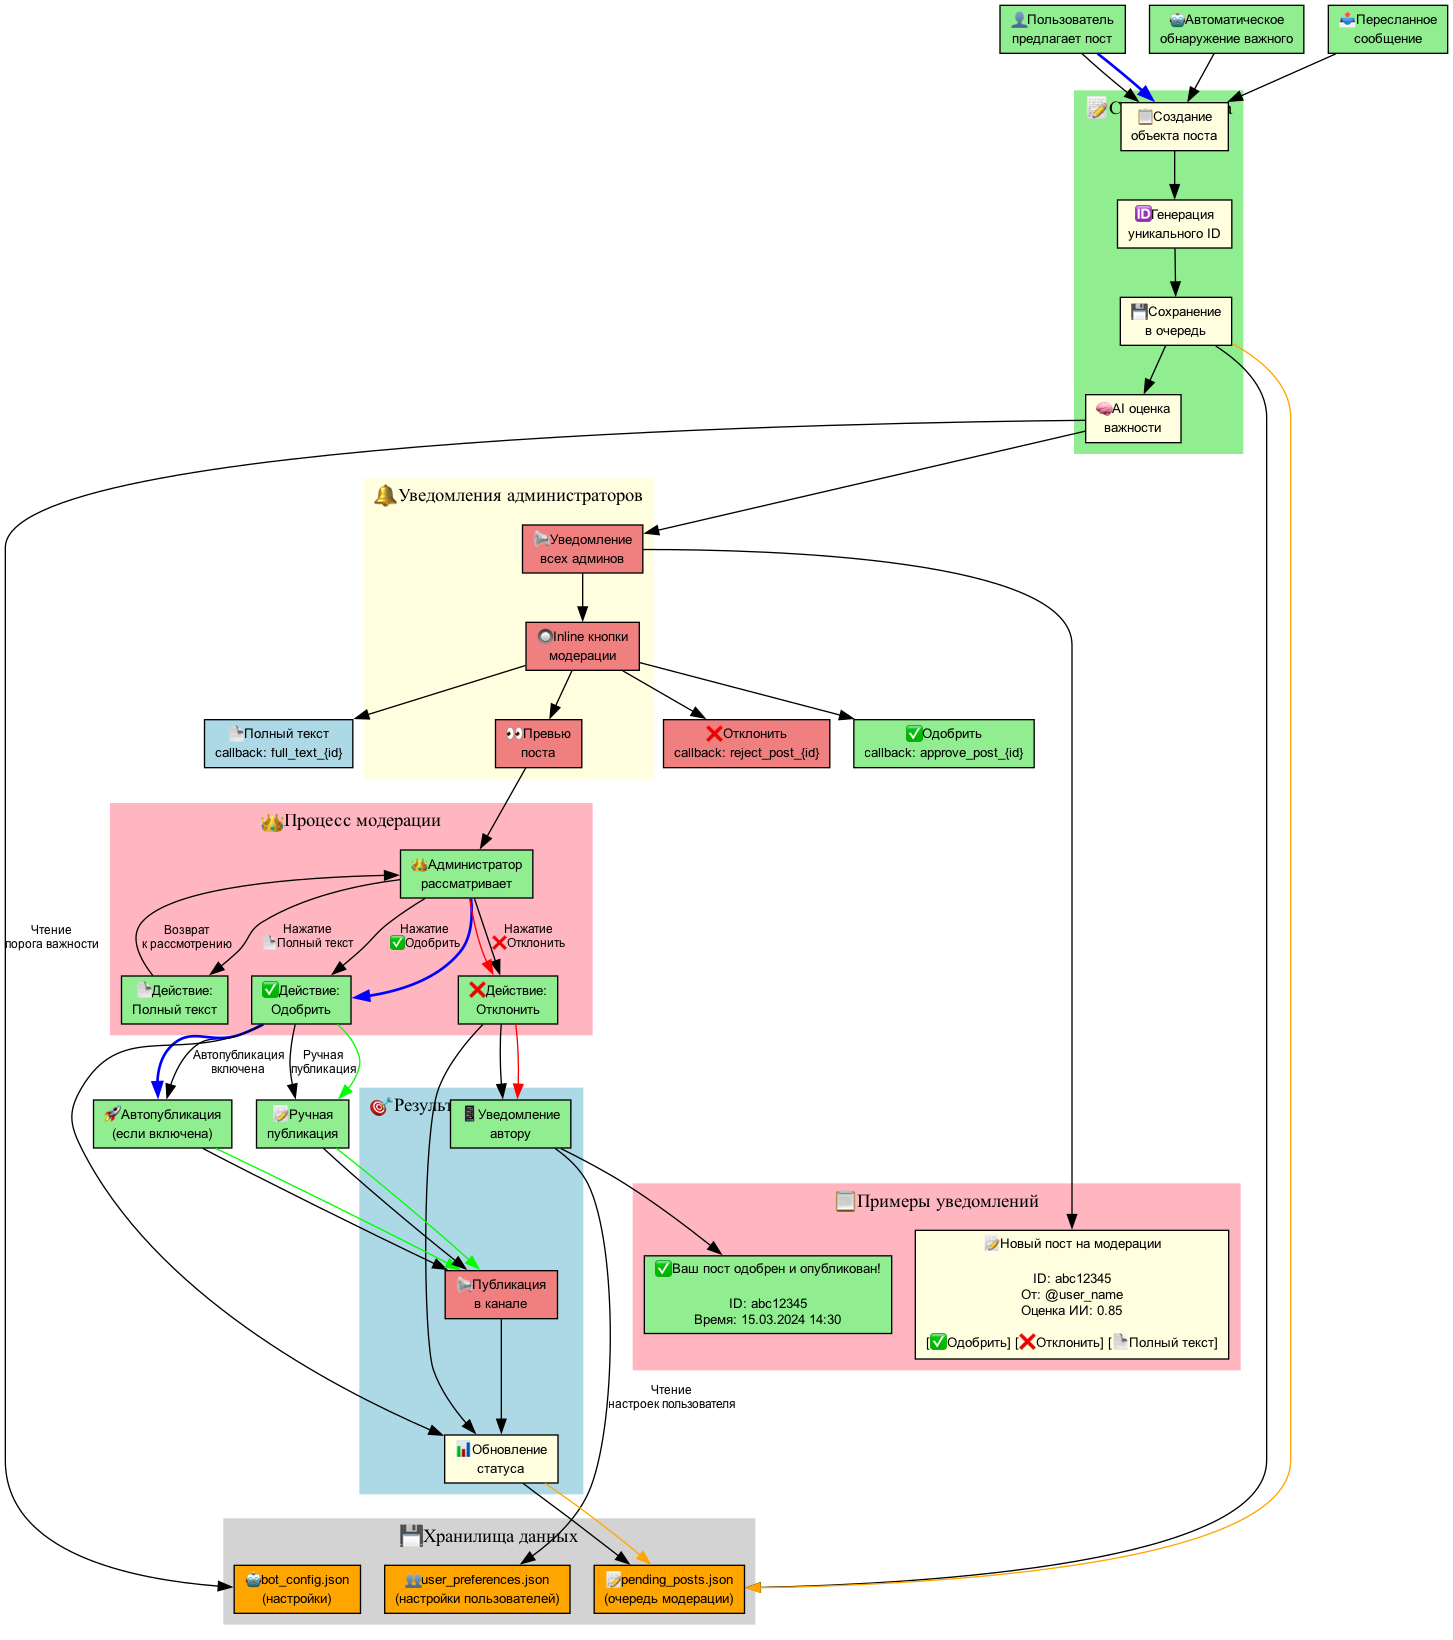 👤Пользователь
предлагает пост
🤖Автоматическое
обнаружение важного
📤Пересланное
сообщение
📝
📋Создание
объекта поста
🆔Генерация
уникального ID
💾Сохранение
в очередь
🧠AI оценка
важности
🔔Уведомления администраторов
📢Уведомление
всех админов
🔘Inline кнопки
модерации
📄Полный текст
callback: full_text_{id}
👀Превью
поста
❌Отклонить
callback: reject_post_{id}
✅Одобрить
callback: approve_post_{id}
👑Процесс модерации
👑Администратор
рассматривает
Чтение
порога важности
Возврат
к рассмотрению
Нажатие
📄Полный текст
Нажатие
✅Одобрить
Нажатие
❌Отклонить
📄Действие:
Полный текст
✅Действие:
Одобрить
❌Действие:
Отклонить
Автопубликация
включена
Ручная
публикация
🎯
🚀Автопубликация
(если включена)
📝Ручная
публикация
📱Уведомление
автору
📋Примеры уведомлений
✅Ваш пост одобрен и опубликован!
ID: abc12345
Время: 15.03.2024 14:30
📝Новый пост на модерации
ID: abc12345
От: @user_name
Оценка ИИ: 0.85
[✅Одобрить] [❌Отклонить] [📄Полный текст]
📢Публикация
в канале
Чтение
настроек пользователя
📊Обновление
статуса
💾Хранилища данных
🤖bot_config.json
(настройки)
👥user_preferences.json
(настройки пользователей)
📝pending_posts.json
(очередь модерации)